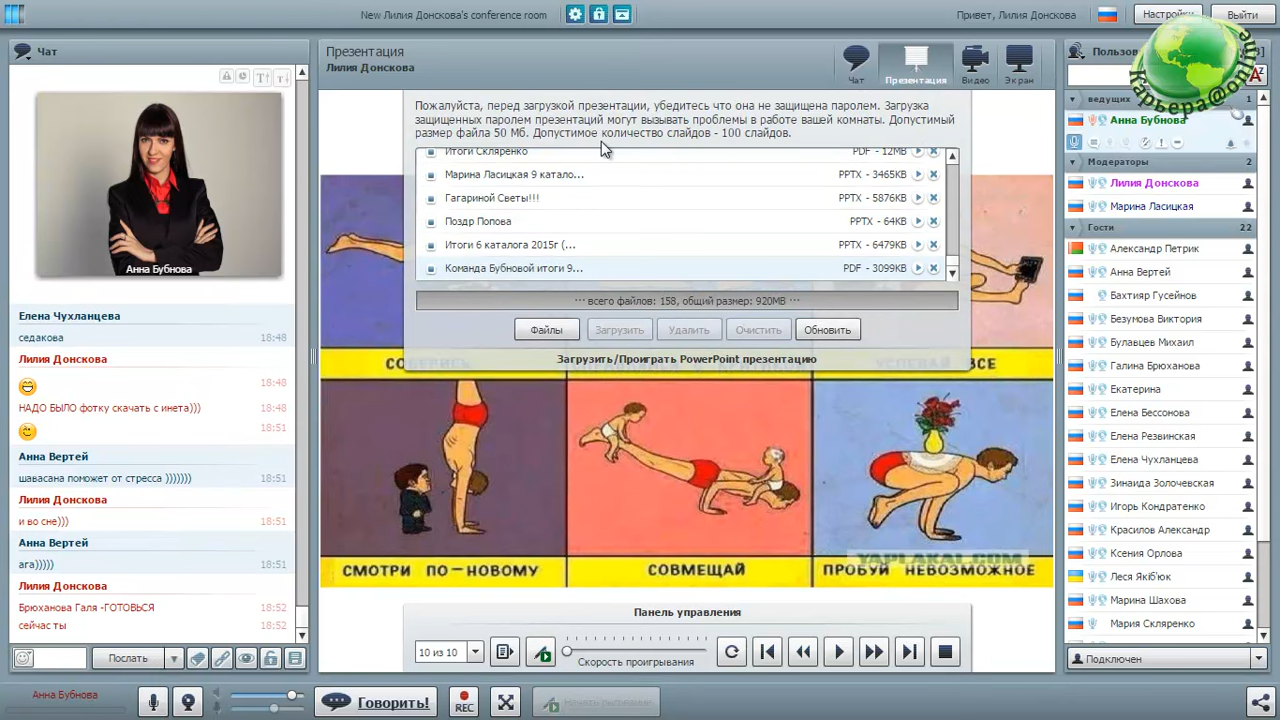 New Лилия Донскова's conference room
Привет, Лилия Донскова
Настройки
Выйти
карьера@online
Чат
Анна Бубнова
Елена Чухланцева
седакова 18:48
Лилия Донскова
18:48
НАДО БЫЛО фотку скачать с инета))) 18:48
18:51
Анна Вертей
шавасана поможет от стресса ))))))) 18:51
Лилия Донскова
и во сне))) 18:51
Анна Вертей
ага))))) 18:51
Лилия Донскова
Брюханова Галя -ГОТОВЬСЯ 18:52
сейчас ты 18:52
Послать
Презентация
Лилия Донскова
Чат
Презентация
Видео
Экран
Пожалуйста, перед загрузкой презентации, убедитесь что она не защищена паролем. Загрузка
защищенных паролем презентаций могут вызывать проблемы в работе вашей комнаты. Допустимый
размер файла 50 Мб. Допустимое количество слайдов - 100 слайдов.
Итоги Скляренко PDF - 12MB
Марина Ласицкая 9 катало... PPTX - 3465KB
Гагариной Светы!!! PPTX - 5876KB
Поздр Попова PPTX - 64KB
Итоги 6 каталога 2015г (... PPTX - 6479KB
Команда Бубновой итоги 9... PDF - 3099KB
··· всего файлов: 158, общий размер: 920MB ···
Файлы
Загрузить
Удалить
Очистить
Обновить
Загрузить/Проиграть PowerPoint презентацию
СМОТРИ ПО-НОВОМУ
СОВМЕЩАЙ
ПРОБУЙ НЕВОЗМОЖНОЕ
YAPLAKAL.COM
Панель управления
10 из 10
Скорость проигрывания
ведущих 1
Анна Бубнова
Модераторы 2
Лилия Донскова
Марина Ласицкая
Гости 22
Александр Петрик
Анна Вертей
Бахтияр Гусейнов
Безумова Виктория
Булавцев Михаил
Галина Брюханова
Екатерина
Елена Бессонова
Елена Резвинская
Елена Чухланцева
Зинаида Золочевская
Игорь Кондратенко
Красилов Александр
Ксения Орлова
Леся Якіб'юк
Марина Шахова
Мария Скляренко
Подключен
Анна Бубнова
Говорить!
REC